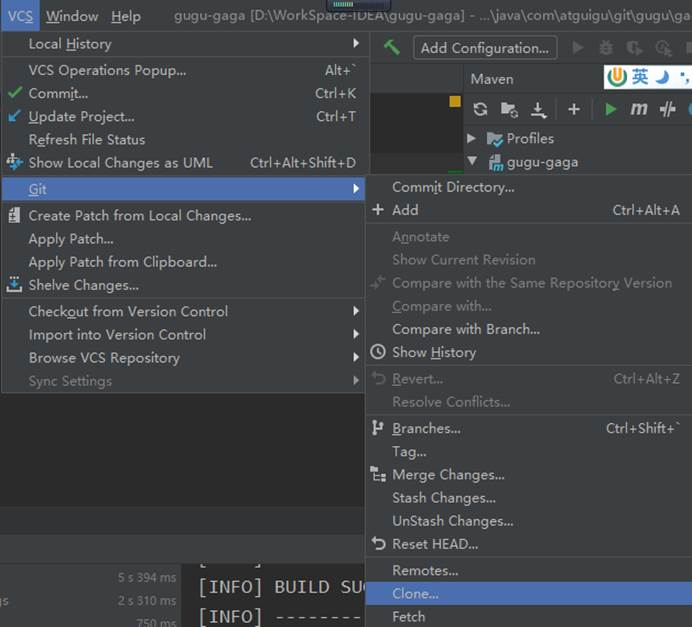 VCS Window Help gugu-gaga [D:\WorkSpace-IDEA\gugu-gaga] - ...\java\com\atguigu\git\gugu\ga
Local History
Add Configuration...
VCS Operations Popup... Alt+`
Maven
英
Commit... Ctrl+K
Update Project... Ctrl+T
Refresh File Status
Profiles
Show Local Changes as UML Ctrl+Alt+Shift+D
gugu-gaga
Git
Commit Directory...
Create Patch from Local Changes...
Add Ctrl+Alt+A
Apply Patch...
Annotate
Apply Patch from Clipboard...
Show Current Revision
Shelve Changes...
Compare with the Same Repository Version
Checkout from Version Control
Compare with...
Import into Version Control
Compare with Branch...
Browse VCS Repository
Show History
Sync Settings
Revert... Ctrl+Alt+Z
Resolve Conflicts...
Branches... Ctrl+Shift+`
Tag...
Merge Changes...
Stash Changes...
UnStash Changes...
Reset HEAD...
Remotes...
5 s 394 ms
[INFO] BUILD SU
Clone...
2 s 310 ms
[INFO] --------
Fetch
750 ms